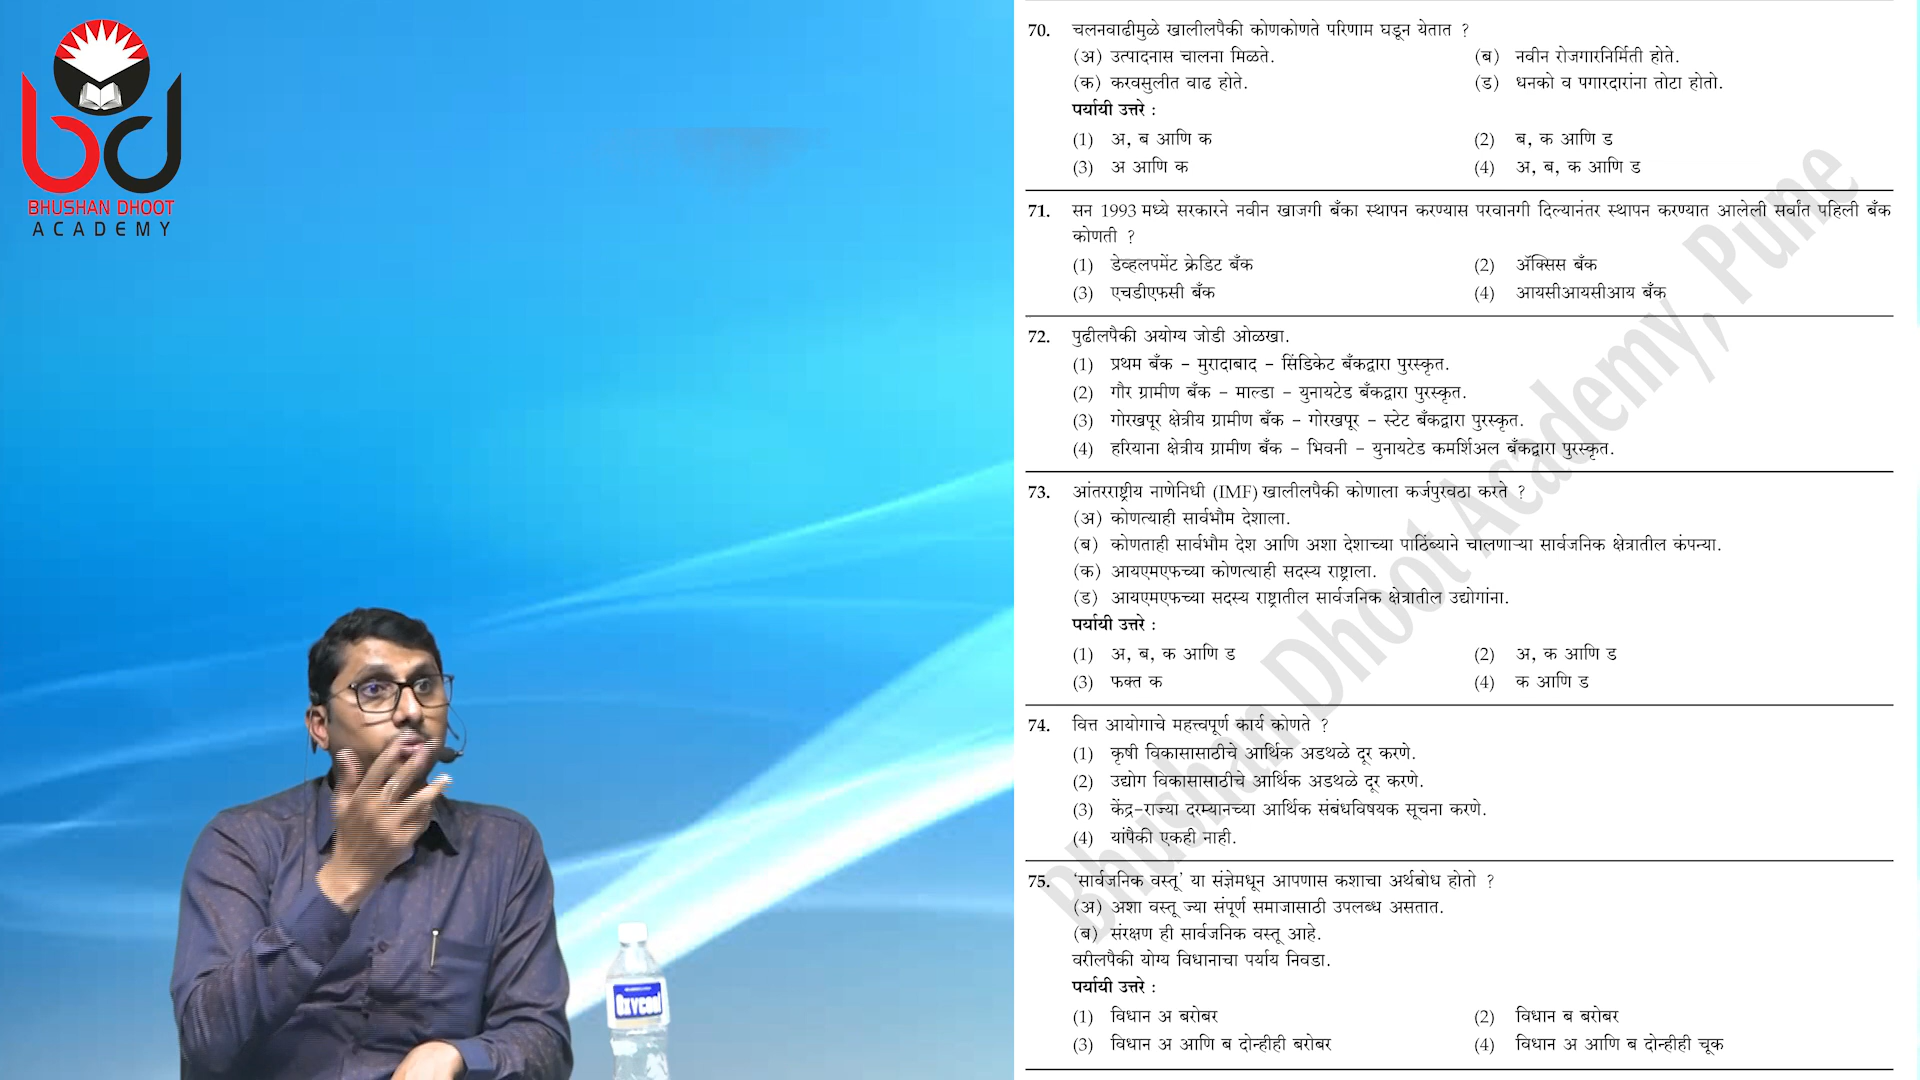 BHUSHAN DHOOT
ACADEMY
70. चलनवाढीमुळे खालीलपैकी कोणकोणते परिणाम घडून येतात ?
(अ) उत्पादनास चालना मिळते. (ब) नवीन रोजगारनिर्मिती होते.
(क) करवसुलीत वाढ होते. (ड) धनको व पगारदारांना तोटा होतो.
पर्यायी उत्तरे :
(1) अ, ब आणि क (2) ब, क आणि ड
(3) अ आणि क (4) अ, ब, क आणि ड
71. सन 1993 मध्ये सरकारने नवीन खाजगी बँका स्थापन करण्यास परवानगी दिल्यानंतर स्थापन करण्यात आलेली सर्वांत पहिली बँक
कोणती ?
(1) डेव्हलपमेंट क्रेडिट बँक (2) ॲक्सिस बँक
(3) एचडीएफसी बँक (4) आयसीआयसीआय बँक
72. पुढीलपैकी अयोग्य जोडी ओळखा.
(1) प्रथम बँक – मुरादाबाद – सिंडिकेट बँकद्वारा पुरस्कृत.
(2) गौर ग्रामीण बँक – माल्डा – युनायटेड बँकद्वारा पुरस्कृत.
(3) गोरखपूर क्षेत्रीय ग्रामीण बँक – गोरखपूर – स्टेट बँकद्वारा पुरस्कृत.
(4) हरियाना क्षेत्रीय ग्रामीण बँक – भिवनी – युनायटेड कमर्शिअल बँकद्वारा पुरस्कृत.
73. आंतरराष्ट्रीय नाणेनिधी (IMF) खालीलपैकी कोणाला कर्जपुरवठा करते ?
(अ) कोणत्याही सार्वभौम देशाला.
(ब) कोणताही सार्वभौम देश आणि अशा देशाच्या पाठिंब्याने चालणाऱ्या सार्वजनिक क्षेत्रातील कंपन्या.
(क) आयएमएफच्या कोणत्याही सदस्य राष्ट्राला.
(ड) आयएमएफच्या सदस्य राष्ट्रातील सार्वजनिक क्षेत्रातील उद्योगांना.
पर्यायी उत्तरे :
(1) अ, ब, क आणि ड (2) अ, क आणि ड
(3) फक्त क (4) क आणि ड
74. वित्त आयोगाचे महत्त्वपूर्ण कार्य कोणते ?
(1) कृषी विकासासाठीचे आर्थिक अडथळे दूर करणे.
(2) उद्योग विकासासाठीचे आर्थिक अडथळे दूर करणे.
(3) केंद्र–राज्या दरम्यानच्या आर्थिक संबंधविषयक सूचना करणे.
(4) यांपैकी एकही नाही.
75. ‘सार्वजनिक वस्तू’ या संज्ञेमधून आपणास कशाचा अर्थबोध होतो ?
(अ) अशा वस्तू ज्या संपूर्ण समाजासाठी उपलब्ध असतात.
(ब) संरक्षण ही सार्वजनिक वस्तू आहे.
वरीलपैकी योग्य विधानाचा पर्याय निवडा.
पर्यायी उत्तरे :
(1) विधान अ बरोबर (2) विधान ब बरोबर
(3) विधान अ आणि ब दोन्हीही बरोबर (4) विधान अ आणि ब दोन्हीही चूक
Bhushan Dhoot Academy, Pune
Oxycool